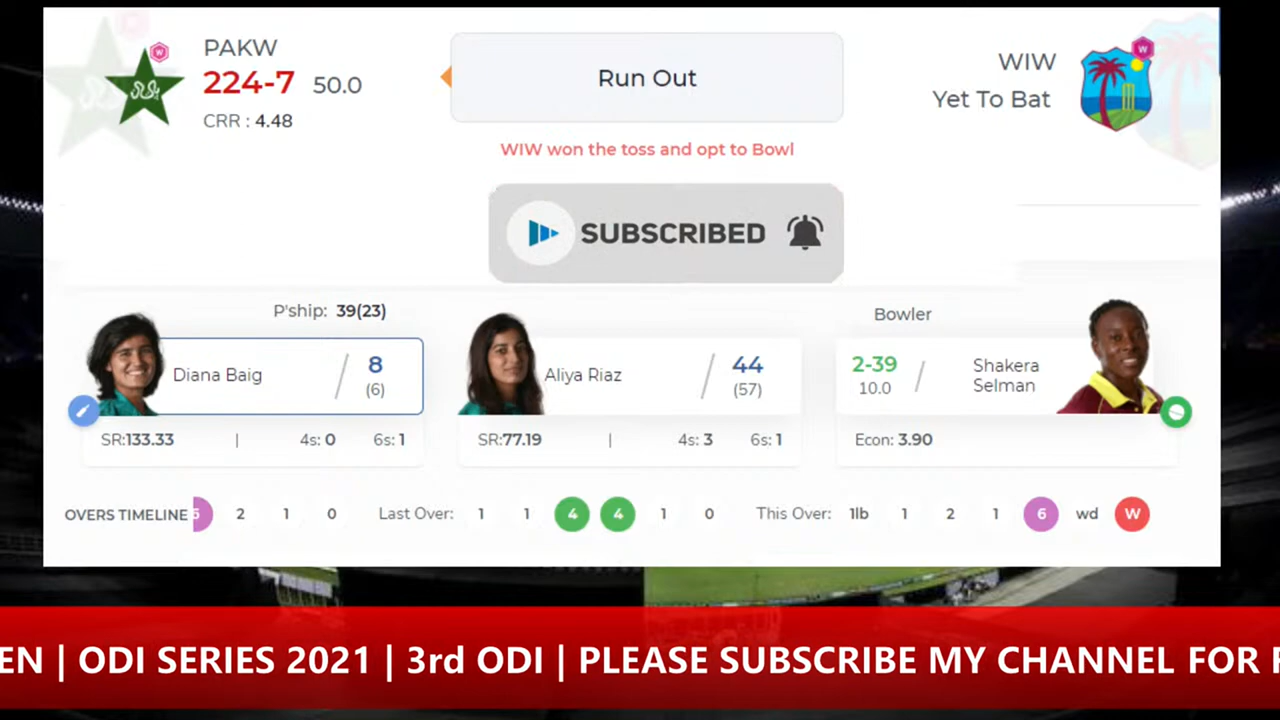 PAKW
224-7 50.0
CRR : 4.48
Run Out
WIW won the toss and opt to Bowl
WIW
Yet To Bat
W
W
SUBSCRIBED
P'ship: 39(23)
Bowler
Diana Baig 8
(6)
Aliya Riaz 44
(57)
2-39
10.0
Shakera
Selman
SR:133.33 | 4s: 0 6s: 1
SR:77.19 | 4s: 3 6s: 1
Econ: 3.90
OVERS TIMELINE 6 2 1 0 Last Over: 1 1 4 4 1 0 This Over: 1lb 1 2 1 6 wd W
EN | ODI SERIES 2021 | 3rd ODI | PLEASE SUBSCRIBE MY CHANNEL FOR